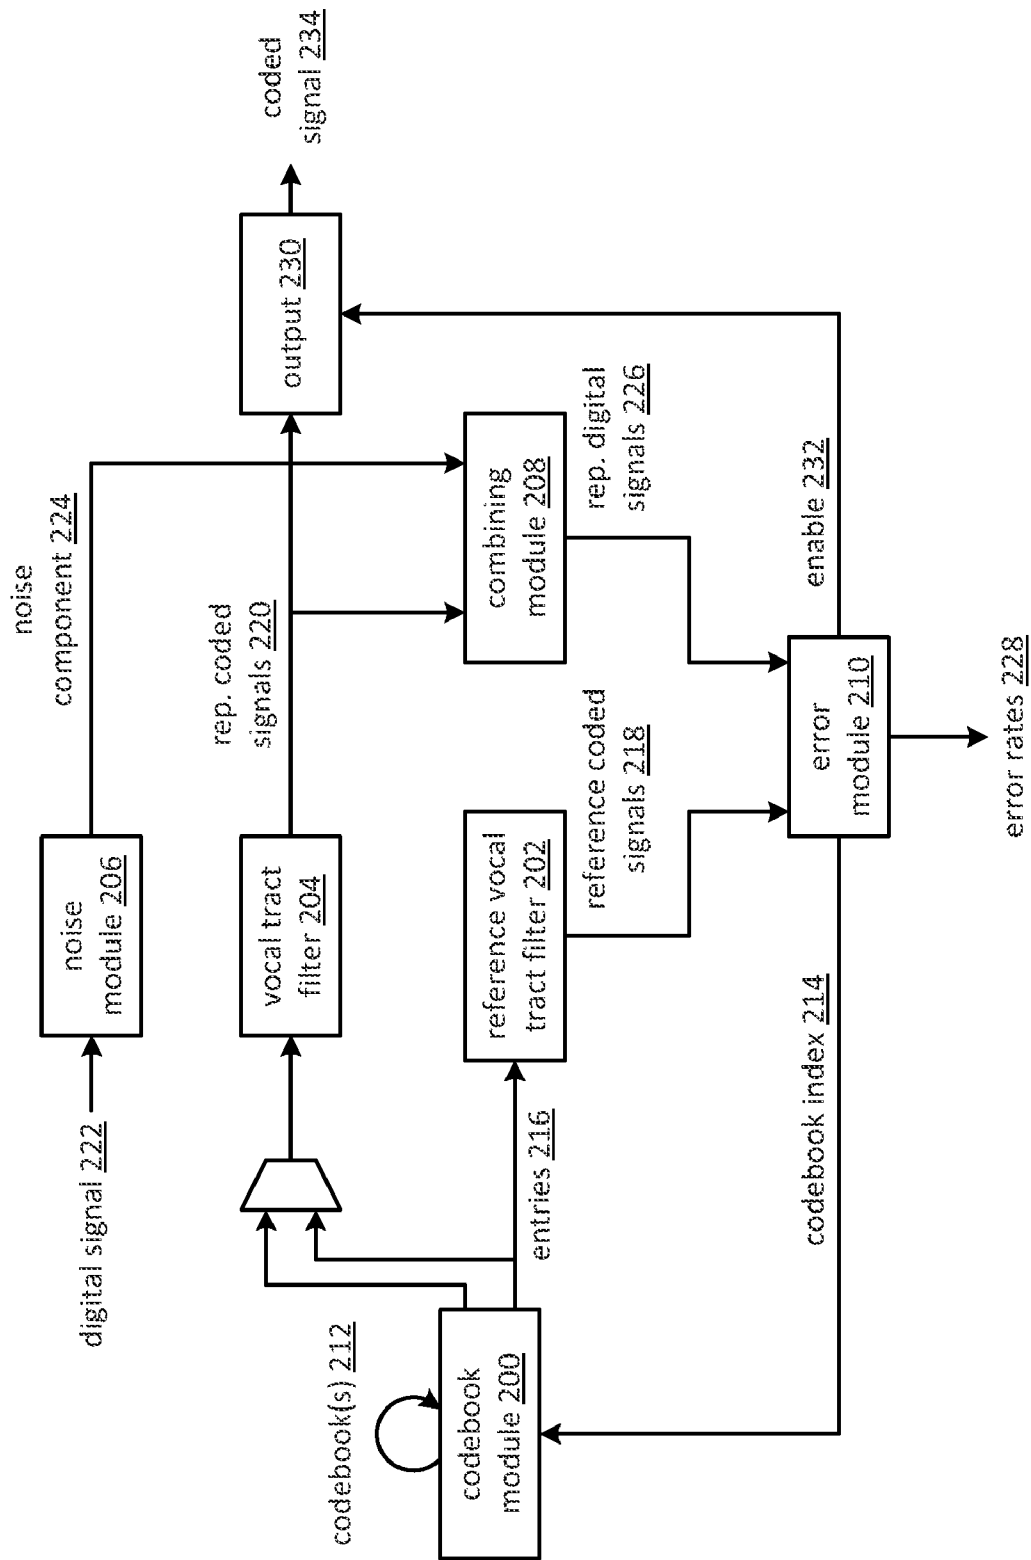 digital signal 222
noise
module 206
noise
component 224
vocal tract
filter 204
rep. coded
signals 220
output 230
coded
signal 234
codebook(s) 212
codebook
module 200
entries 216
reference vocal
tract filter 202
reference coded
signals 218
combining
module 208
rep. digital
signals 226
codebook index 214
error
module 210
enable 232
error rates 228